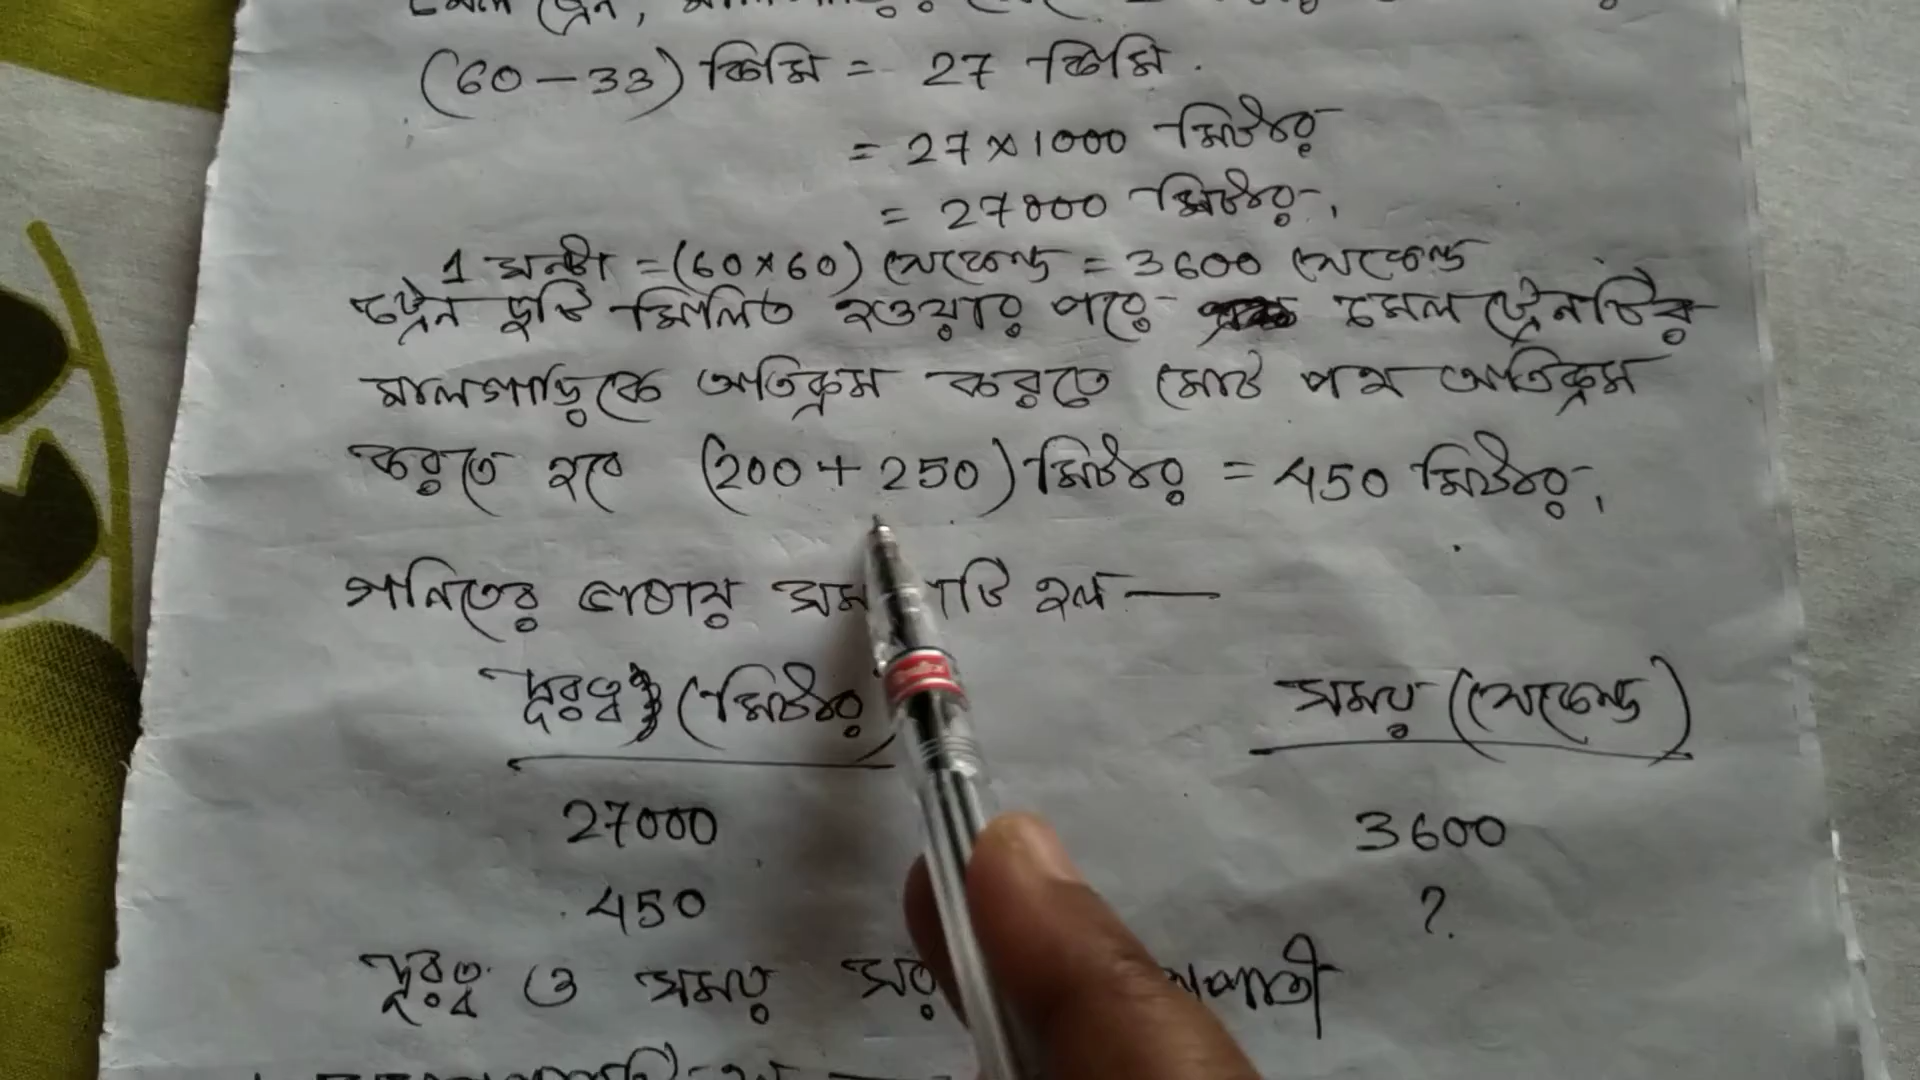 মেল ট্রেন,
(60-33) কিমি = 27 কিমি.
= 27×1000 মিটার
= 27000 মিটার।
1 ঘন্টা =(60×60) সেকেন্ড = 3600 সেকেন্ড
ট্রেন দুটি মিলিত হওয়ার পরে মেল ট্রেনটির
মালগাড়িকে অতিক্রম করতে মোট পথ অতিক্রম
করতে হবে (200+250) মিটার = 450 মিটার।
গনিতের ভাষায় হল—
দূরত্ব (মিটার) সময় (সেকেন্ড)
27000 3600
450 ?
দূরত্ব ও সময়